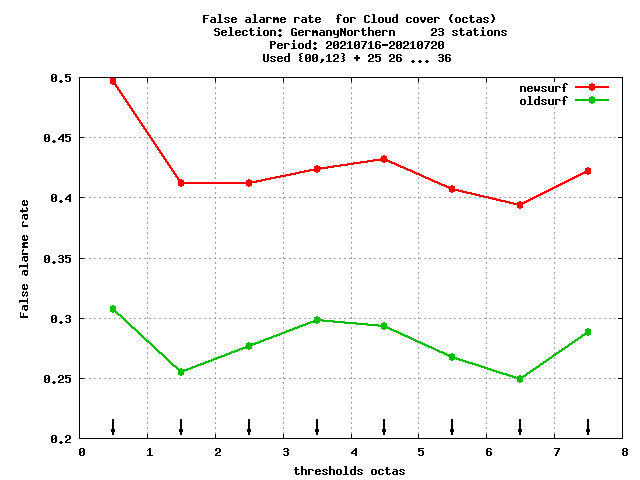 False alarme rate  for Cloud cover (octas)
Selection: GermanyNorthern     23 stations
Period: 20210716-20210720
Used {00,12} + 25 26 ... 36
newsurf
oldsurf
False alarme rate
0.5
0.45
0.4
0.35
0.3
0.25
0.2
0 1 2 3 4 5 6 7 8
thresholds octas